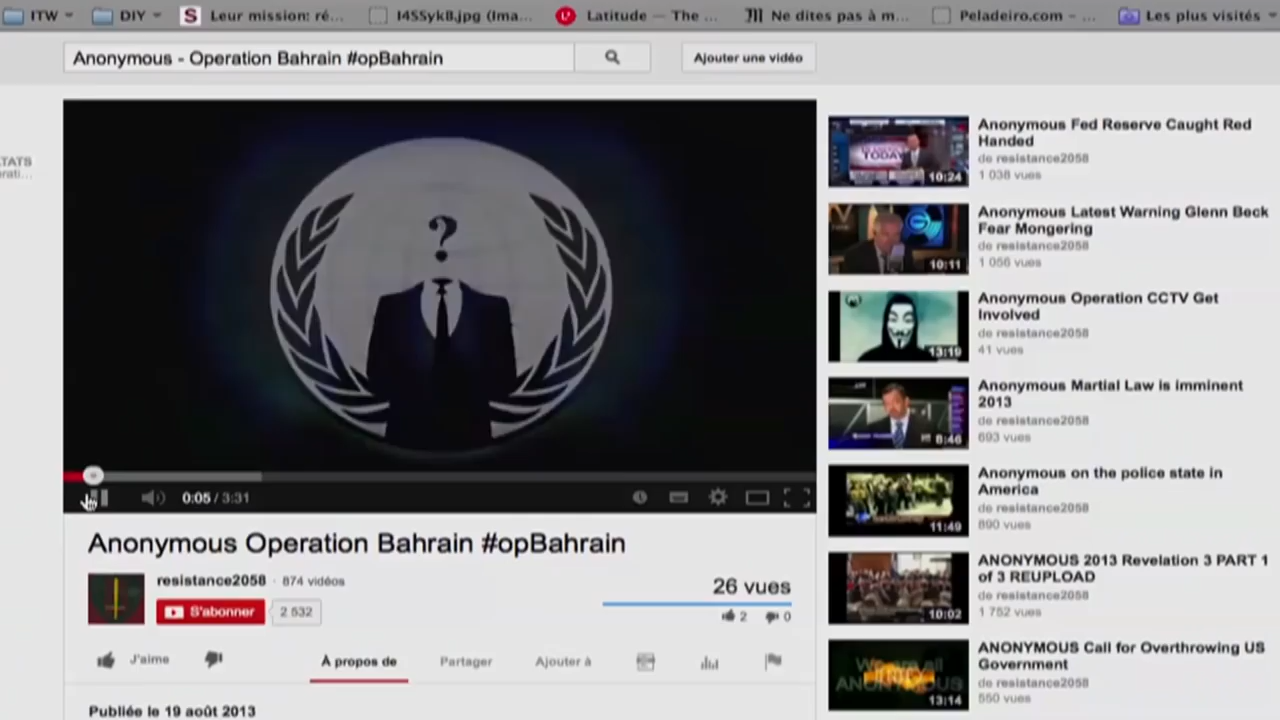 ITW
DIY
S
Leur mission: ré...
I4SSykB.jpg (Ima...
Latitude — The ...
Ne dites pas à m...
Peladeiro.com – ...
Les plus visités
Anonymous - Operation Bahrain #opBahrain
Ajouter une vidéo
TATS
?
0:05 / 3:31
Anonymous Operation Bahrain #opBahrain
resistance2058 · 874 vidéos
S'abonner
2 532
26 vues
2
0
J'aime
À propos de
Partager
Ajouter à
Publiée le 19 août 2013
TODAY
10:24
Anonymous Fed Reserve Caught Red
Handed
de resistance2058
1 038 vues
10:11
Anonymous Latest Warning Glenn Beck
Fear Mongering
de resistance2058
1 056 vues
13:19
Anonymous Operation CCTV Get
Involved
de resistance2058
41 vues
8:46
Anonymous Martial Law is imminent
2013
de resistance2058
693 vues
11:49
Anonymous on the police state in
America
de resistance2058
890 vues
10:02
ANONYMOUS 2013 Revelation 3 PART 1
of 3 REUPLOAD
de resistance2058
1 752 vues
We are all
ANONYMOUS
13:14
ANONYMOUS Call for Overthrowing US
Government
de resistance2058
550 vues